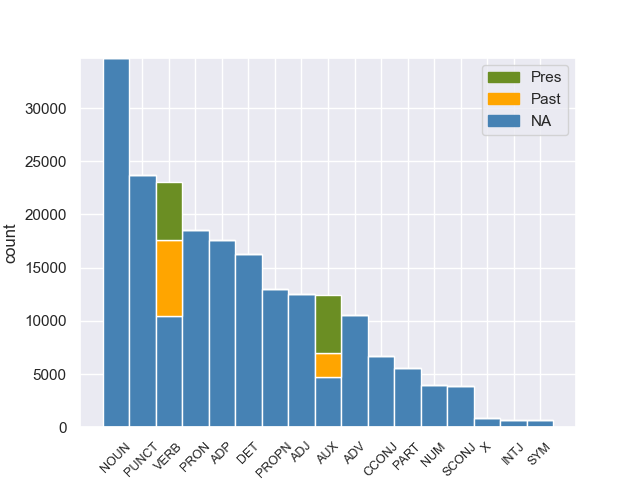 Pres
Past
NA
count
30000
25000
20000
15000
10000
5000
0
NOUN
PUNCT
VERB
PRON
ADP
DET
PROPN
ADJ
AUX
ADV
CCONJ
PART
NUM
SCONJ
X
INTJ
SYM